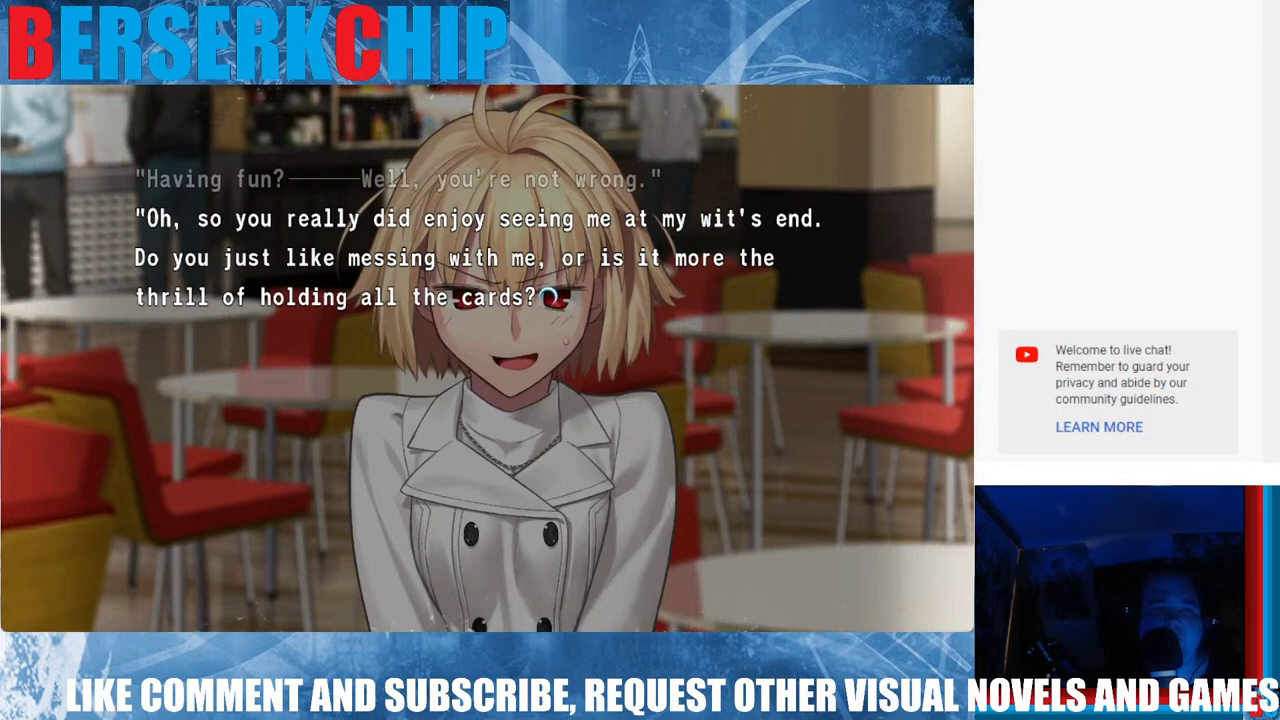 BERSERKCHIP
"Having fun?———Well, you're not wrong."
"Oh, so you really did enjoy seeing me at my wit's end.
Do you just like messing with me, or is it more the
thrill of holding all the cards?
Welcome to live chat!
Remember to guard your
privacy and abide by our
community guidelines.
LEARN MORE
LIKE COMMENT AND SUBSCRIBE, REQUEST OTHER VISUAL NOVELS AND GAMES